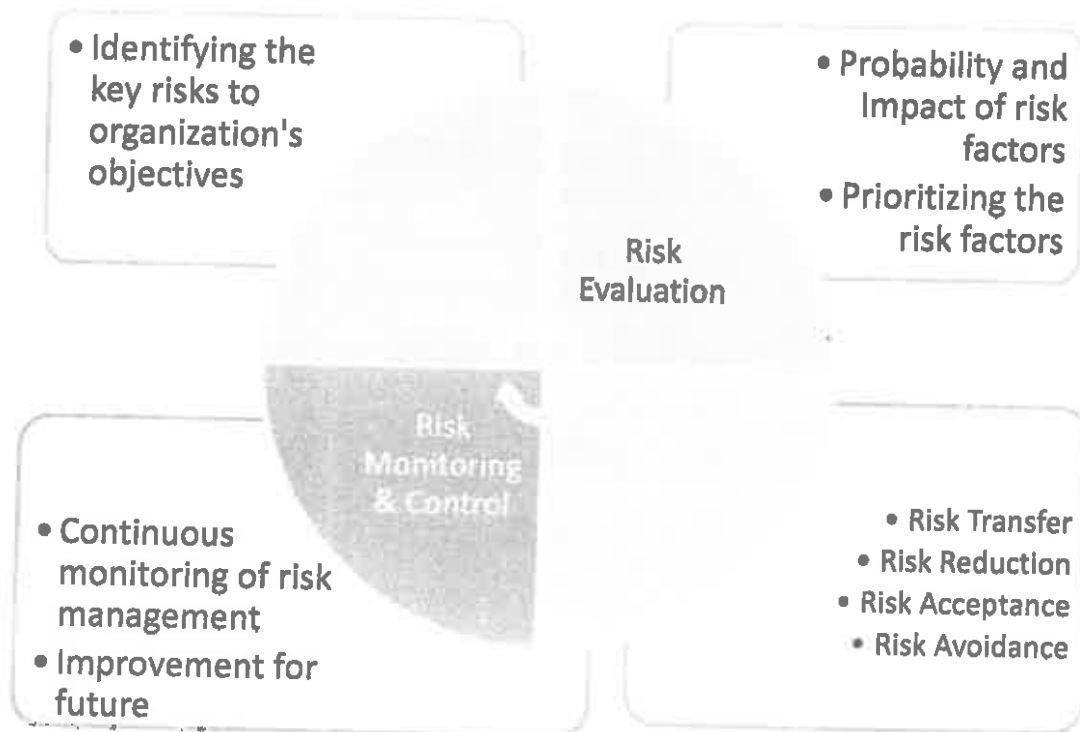 • Identifying the
key risks to
organization's
objectives
• Probability and
Impact of risk
factors
• Prioritizing the
risk factors
Risk
Evaluation
Risk
Monitoring
& Control
• Continuous
monitoring of risk
management
• Improvement for
future
• Risk Transfer
• Risk Reduction
• Risk Acceptance
• Risk Avoidance